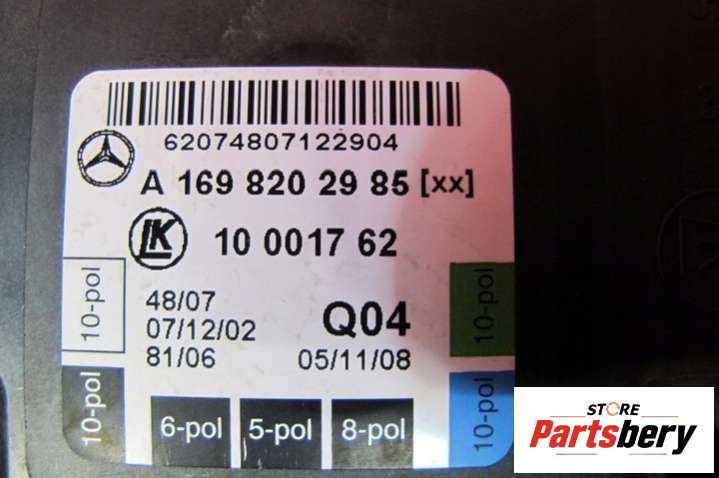 62074807122904
A 169 820 29 85 [xx]
LK 10 0017 62
48/07
07/12/02 Q04
81/06 05/11/08
10-pol 10-pol
10-pol 6-pol 5-pol 8-pol 10-pol
STORE
Partsbery